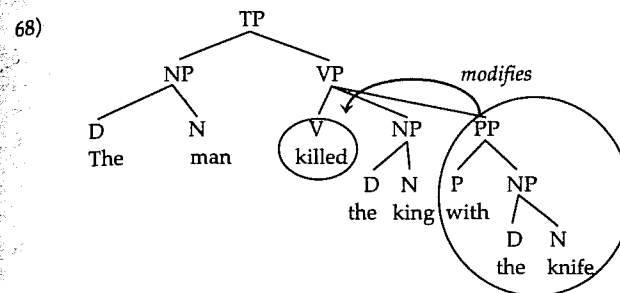 68)
TP
NP VP modifies
D N V NP PP
The man killed
D N P NP
the king with
D N
the knife